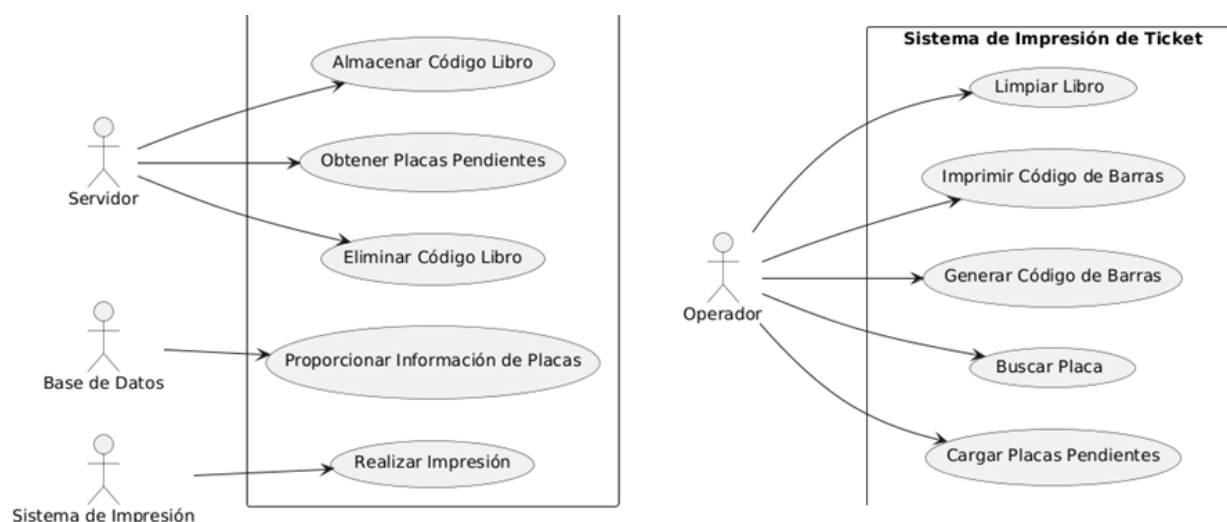 Almacenar Código Libro
Obtener Placas Pendientes
Servidor
Eliminar Código Libro
Proporcionar Información de Placas
Base de Datos
Realizar Impresión
Sistema de Impresión
Sistema de Impresión de Ticket
Limpiar Libro
Imprimir Código de Barras
Generar Código de Barras
Operador
Buscar Placa
Cargar Placas Pendientes